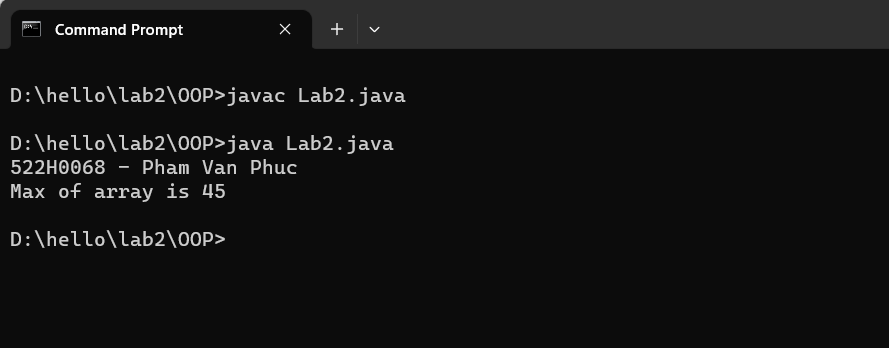 Command Prompt
D:\hello\lab2\OOP>javac Lab2.java
D:\hello\lab2\OOP>java Lab2.java
522H0068 - Pham Van Phuc
Max of array is 45
D:\hello\lab2\OOP>